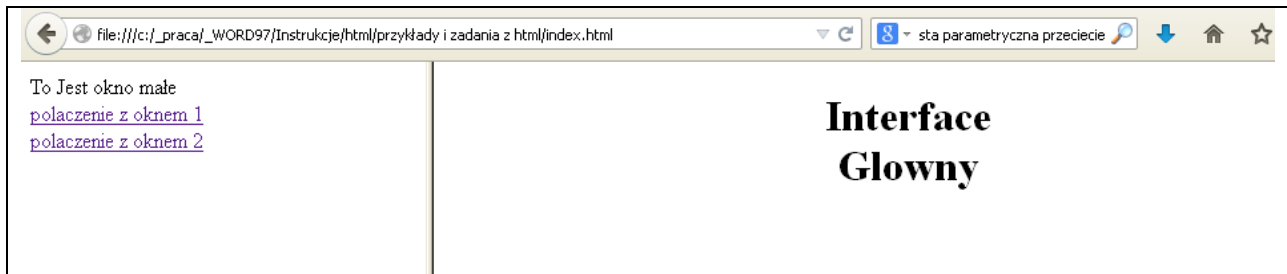 file:///c:/_praca/_WORD97/Instrukcje/html/przykłady i zadania z html/index.html
8 sta parametryczna przeciecie
To Jest okno małe
polaczenie z oknem 1
polaczenie z oknem 2
Interface
Glowny